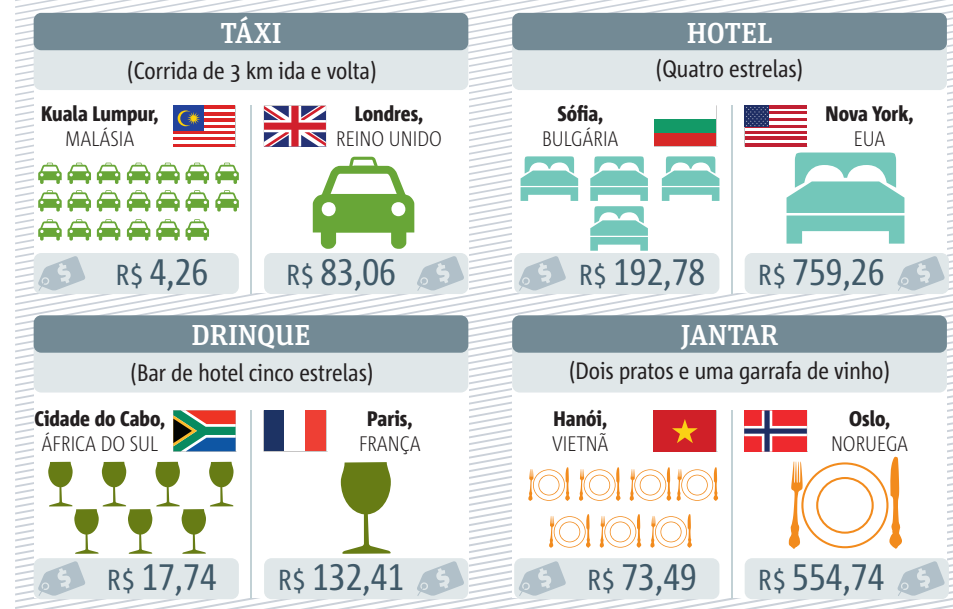 TÁXI
(Corrida de 3 km ida e volta)
Kuala Lumpur,
MALÁSIA
Londres,
REINO UNIDO
$
R$ 4,26
R$ 83,06
$
HOTEL
(Quatro estrelas)
Sófia,
BULGÁRIA
Nova York,
EUA
$
R$ 192,78
R$ 759,26
$
DRINQUE
(Bar de hotel cinco estrelas)
Cidade do Cabo,
ÁFRICA DO SUL
Paris,
FRANÇA
$
R$ 17,74
R$ 132,41
$
JANTAR
(Dois pratos e uma garrafa de vinho)
Hanói,
VIETNÃ
Oslo,
NORUEGA
$
R$ 73,49
R$ 554,74
$